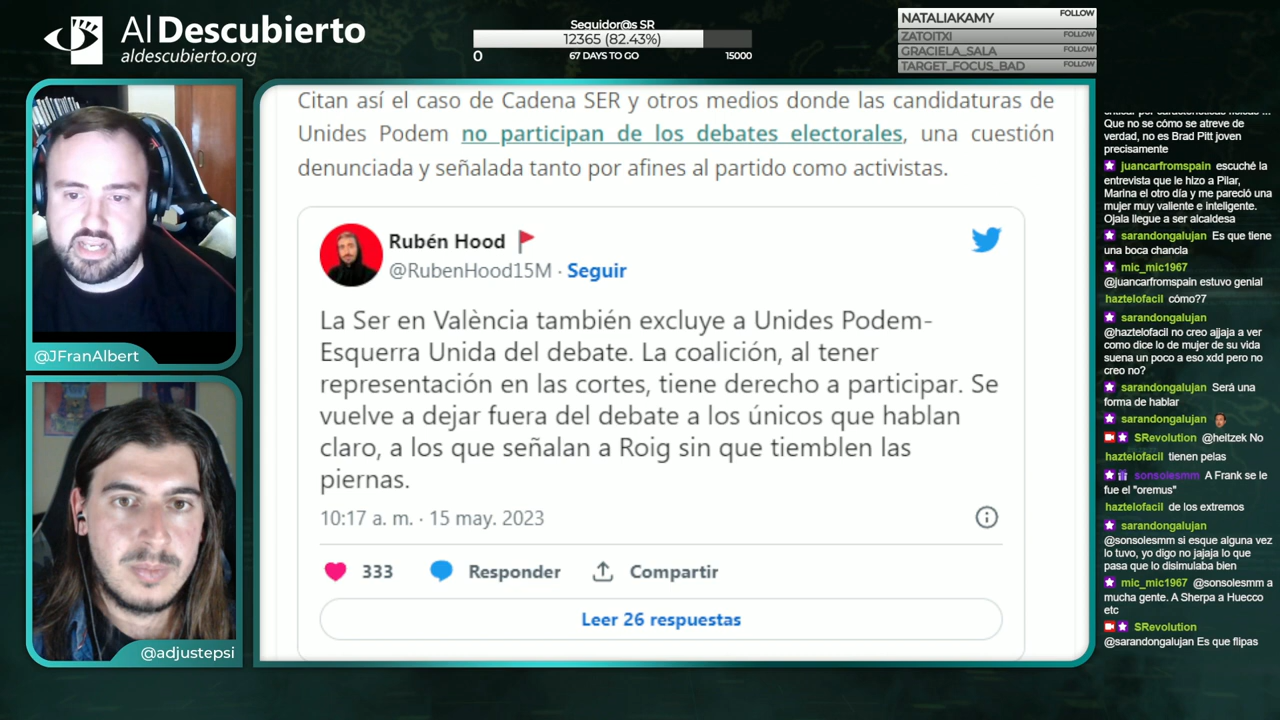 Al Descubierto
aldescubierto.org
Seguidor@s SR
12365 (82.43%)
0
67 DAYS TO GO
15000
NATALIAKAMY FOLLOW
ZATOITXI FOLLOW
GRACIELA_SALA FOLLOW
TARGET_FOCUS_BAD FOLLOW
@JFranAlbert
@adjustepsi
Citan así el caso de Cadena SER y otros medios donde las candidaturas de
Unides Podem no participan de los debates electorales, una cuestión
denunciada y señalada tanto por afines al partido como activistas.
Rubén Hood
@RubenHood15M · Seguir
La Ser en València también excluye a Unides Podem-
Esquerra Unida del debate. La coalición, al tener
representación en las cortes, tiene derecho a participar. Se
vuelve a dejar fuera del debate a los únicos que hablan
claro, a los que señalan a Roig sin que tiemblen las
piernas.
10:17 a. m. · 15 may. 2023
333 Responder Compartir
Leer 26 respuestas
Que no se cómo se atreve de
verdad, no es Brad Pitt joven
precisamente
juancarfromspain escuché la
entrevista que le hizo a Pilar,
Marina el otro día y me pareció una
mujer muy valiente e inteligente.
Ojala llegue a ser alcaldesa
sarandongalujan Es que tiene
una boca chancla
mic_mic1967
@juancarfromspain estuvo genial
haztelofacil cómo?7
sarandongalujan
@haztelofacil no creo ajjaja a ver
como dice lo de mujer de su vida
suena un poco a eso xdd pero no
creo no?
sarandongalujan Será una
forma de hablar
sarandongalujan
SRevolution @heitzek No
haztelofacil tienen pelas
sonsolesmm A Frank se le
fue el "oremus"
haztelofacil de los extremos
sarandongalujan
@sonsolesmm si esque alguna vez
lo tuvo, yo digo no jajaja lo que
pasa que lo disimulaba bien
mic_mic1967 @sonsolesmm a
mucha gente. A Sherpa a Huecco
etc
SRevolution
@sarandongalujan Es que flipas